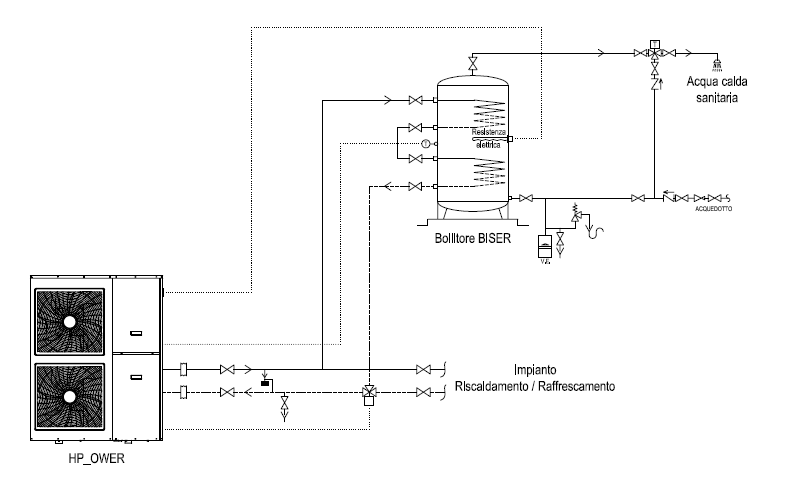 T
Acqua calda
sanitaria
Resistenza
elettrica
T
ACQUEDOTTO
Bollitore BISER
V.E.
Impianto
RIscaldamento / Raffrescamento
HP_OWER